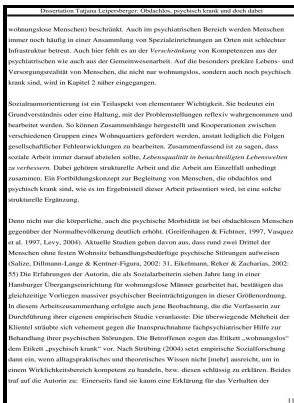 Dissertation Tatjana Leipersberger: Obdachlos, psychisch krank und doch dabei
wohnungslose Menschen) beschränkt. Auch im psychiatrischen Bereich werden Menschen
immer noch häufig in einer Ansammlung von Spezialeinrichtungen an Orten mit schlechter
Infrastruktur betreut. Auch hier fehlt es an der Verschränkung von Kompetenzen aus der
psychiatrischen wie auch aus der Gemeinwesenarbeit. Auf die besonders prekäre Lebens- und
Versorgungsrealität von Menschen, die nicht nur wohnungslos, sondern auch noch psychisch
krank sind, wird in Kapitel 2 näher eingegangen.
Sozialraumorientierung ist ein Teilaspekt von elementarer Wichtigkeit. Sie bedeutet ein
Grundverständnis oder eine Haltung, mit der Problemstellungen reflexiv wahrgenommen und
bearbeitet werden. So können Zusammenhänge hergestellt und Kooperationen zwischen
verschiedenen Gruppen eines Wohnquartiers gefördert werden, anstatt lediglich die Folgen
gesellschaftlicher Fehlentwicklungen zu bearbeiten. Zusammenfassend ist zu sagen, dass
soziale Arbeit immer darauf abzielen sollte, Lebensqualität in benachteiligten Lebenswelten
zu verbessern. Dabei gehören strukturelle Arbeit und die Arbeit am Einzelfall unbedingt
zusammen. Ein Fortbildungskonzept zur Begleitung von Menschen, die obdachlos und
psychisch krank sind, wie es im Ergebnisteil dieser Arbeit präsentiert wird, ist eine solche
strukturelle Ergänzung.
Denn nicht nur die körperliche, auch die psychische Morbidität ist bei obdachlosen Menschen
gegenüber der Normalbevölkerung deutlich erhöht. (Greifenhagen & Fichtner, 1997, Vasquez
et al. 1997, Levy, 2004). Aktuelle Studien gehen davon aus, dass rund zwei Drittel der
Menschen ohne festen Wohnsitz behandlungsbedürftige psychische Störungen aufweisen
(Salize, Dillmann-Lange & Kentner-Figura, 2002: 31, Eikelmann, Reker & Zacharias, 2002:
55) Die Erfahrungen der Autorin, die als Sozialarbeiterin sieben Jahre lang in einer
Hamburger Übergangseinrichtung für wohnungslose Männer gearbeitet hat, bestätigen das
gleichzeitige Vorliegen massiver psychischer Beeinträchtigungen in dieser Größenordnung.
In diesem Arbeitszusammenhang erfolgte auch jene Beobachtung, die die Verfasserin zur
Durchführung ihrer eigenen empirischen Studie veranlasste: Die überwiegende Mehrheit der
Klientel sträubte sich vehement gegen die Inanspruchnahme fachpsychiatrischer Hilfe zur
Behandlung ihrer psychischen Störungen. Die Betroffenen zogen das Etikett „wohnungslos“
dem Etikett „psychisch krank“ vor. Nach Strübing (2004) setzt empirische Sozialforschung
dann ein, wenn alltagspraktisches und theoretisches Wissen nicht [mehr] ausreicht, um in
einem Wirklichkeitsbereich kompetent zu handeln, bzw. diesen schlüssig zu erklären. Beides
traf auf die Autorin zu: Einerseits fand sie kaum eine Erklärung für das Verhalten der
11